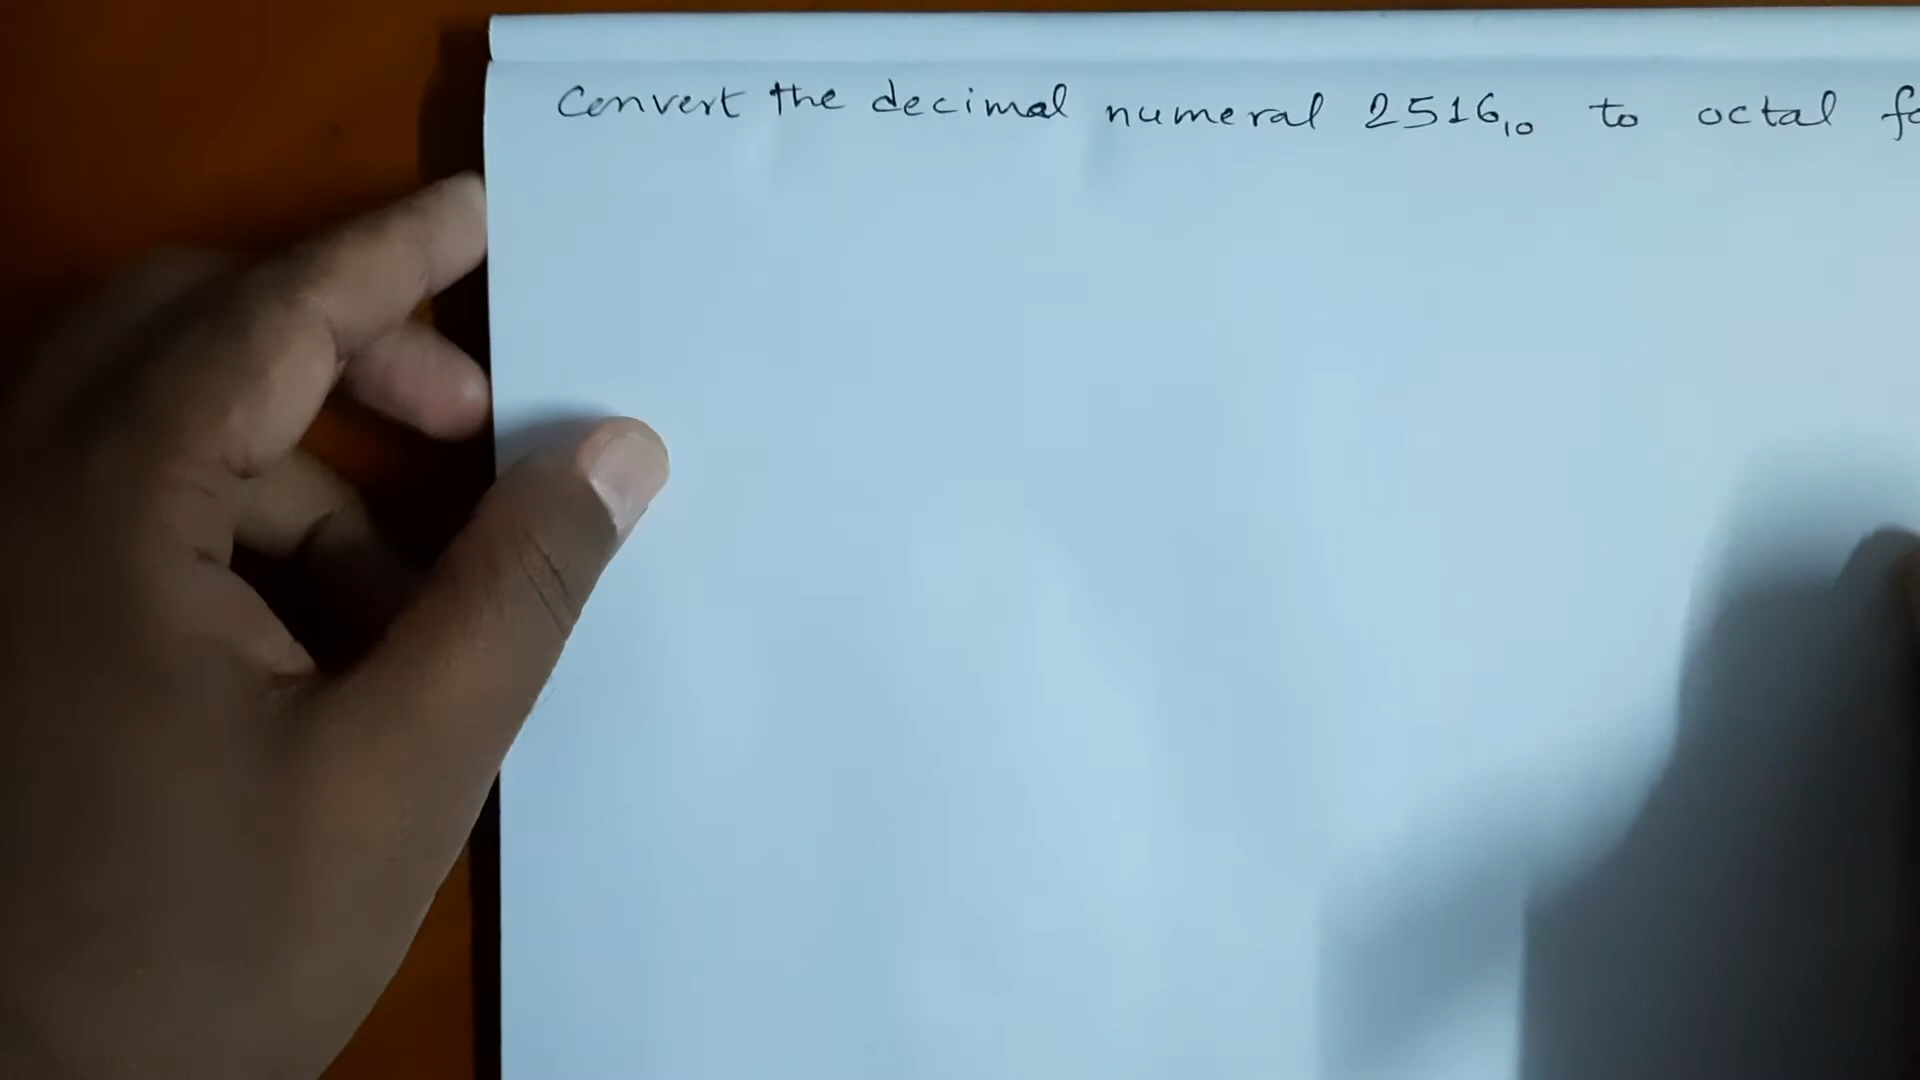 Convert the decimal numeral 2516₁₀ to octal